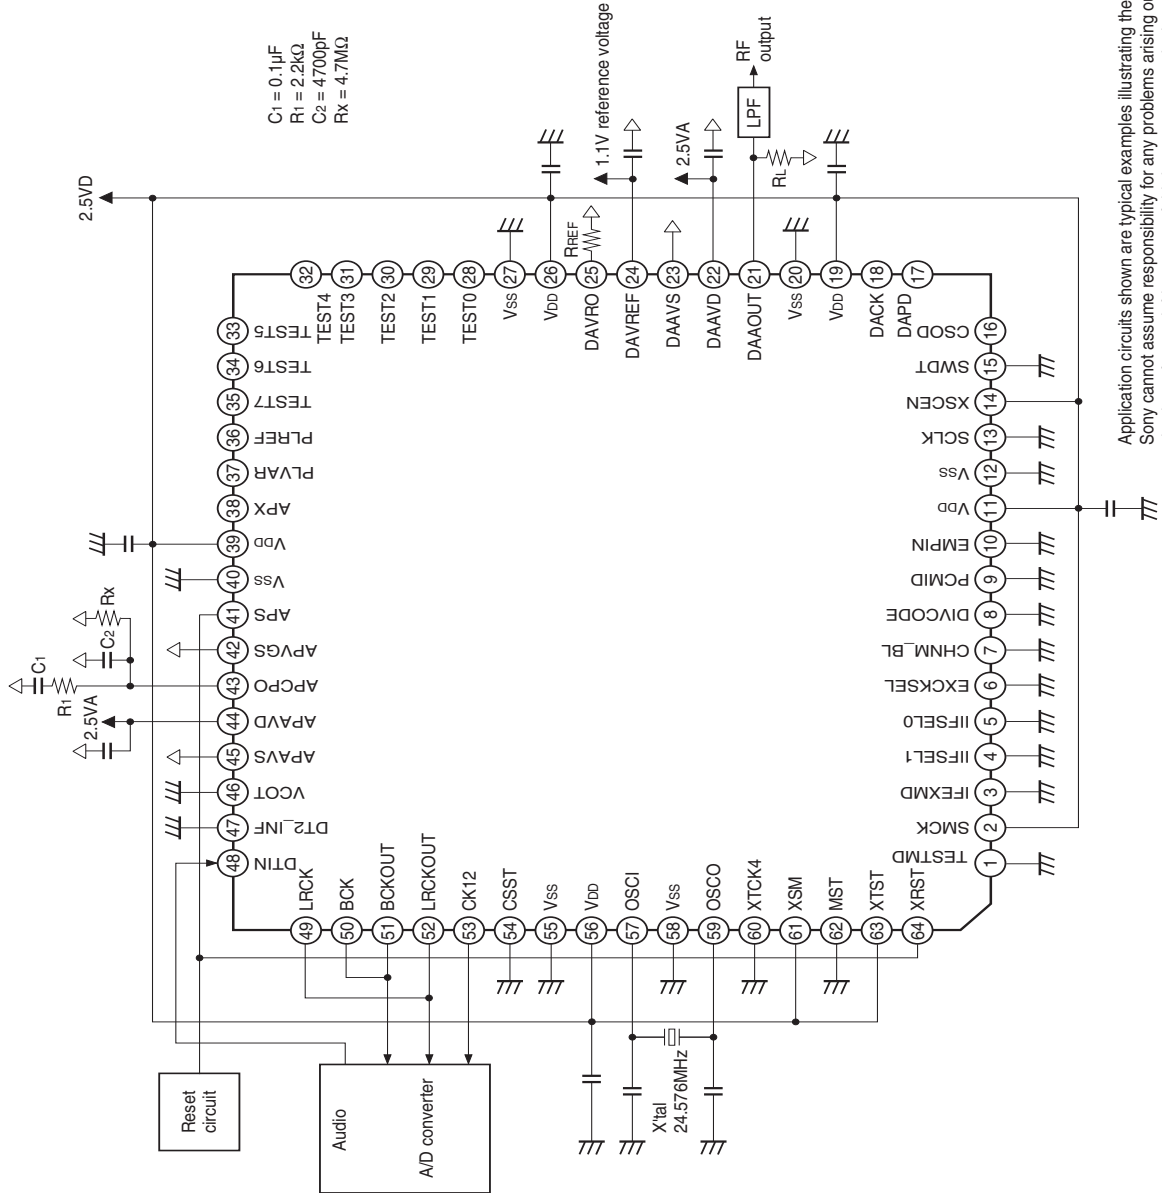 C1 = 0.1µF
R1 = 2.2kΩ
C2 = 4700pF
Rx = 4.7MΩ
2.5VD
1.1V reference voltage
2.5VA
RF
output
LPF
RL
RREF
32
31
30
29
28
27
26
25
24
23
22
21
20
19
18
17
TEST4
TEST3
TEST2
TEST1
TEST0
Vss
VDD
DAVRO
DAVREF
DAAVS
DAAVD
DAAOUT
Vss
VDD
DACK
DAPD
33 TEST5
34 TEST6
35 TEST7
36 PLREF
37 PLVAR
38 APX
39 VDD
40 Vss
41 APS
42 APVGS
43 APCPO
44 APAVD
45 APAVS
46 VCOT
47 DT2_INF
48 DTIN
Rx
C2
C1
R1
2.5VA
CSOD 16
SWDT 15
XSCEN 14
SCLK 13
Vss 12
VDD 11
EMPIN 10
PCMID 9
DIVCODE 8
CHNM_BL 7
EXCKSEL 6
IIFSEL0 5
IIFSEL1 4
IFEXMD 3
SMCK 2
TESTMD 1
LRCK
BCK
BCKOUT
LRCKOUT
CK12
CSST
Vss
VDD
OSCI
Vss
OSCO
XTCK4
XSM
MST
XTST
XRST
49
50
51
52
53
54
55
56
57
58
59
60
61
62
63
64
Reset
circuit
Audio
A/D converter
X'tal
24.576MHz
Application circuits shown are typical examples illustrating the
Sony cannot assume responsibility for any problems arising